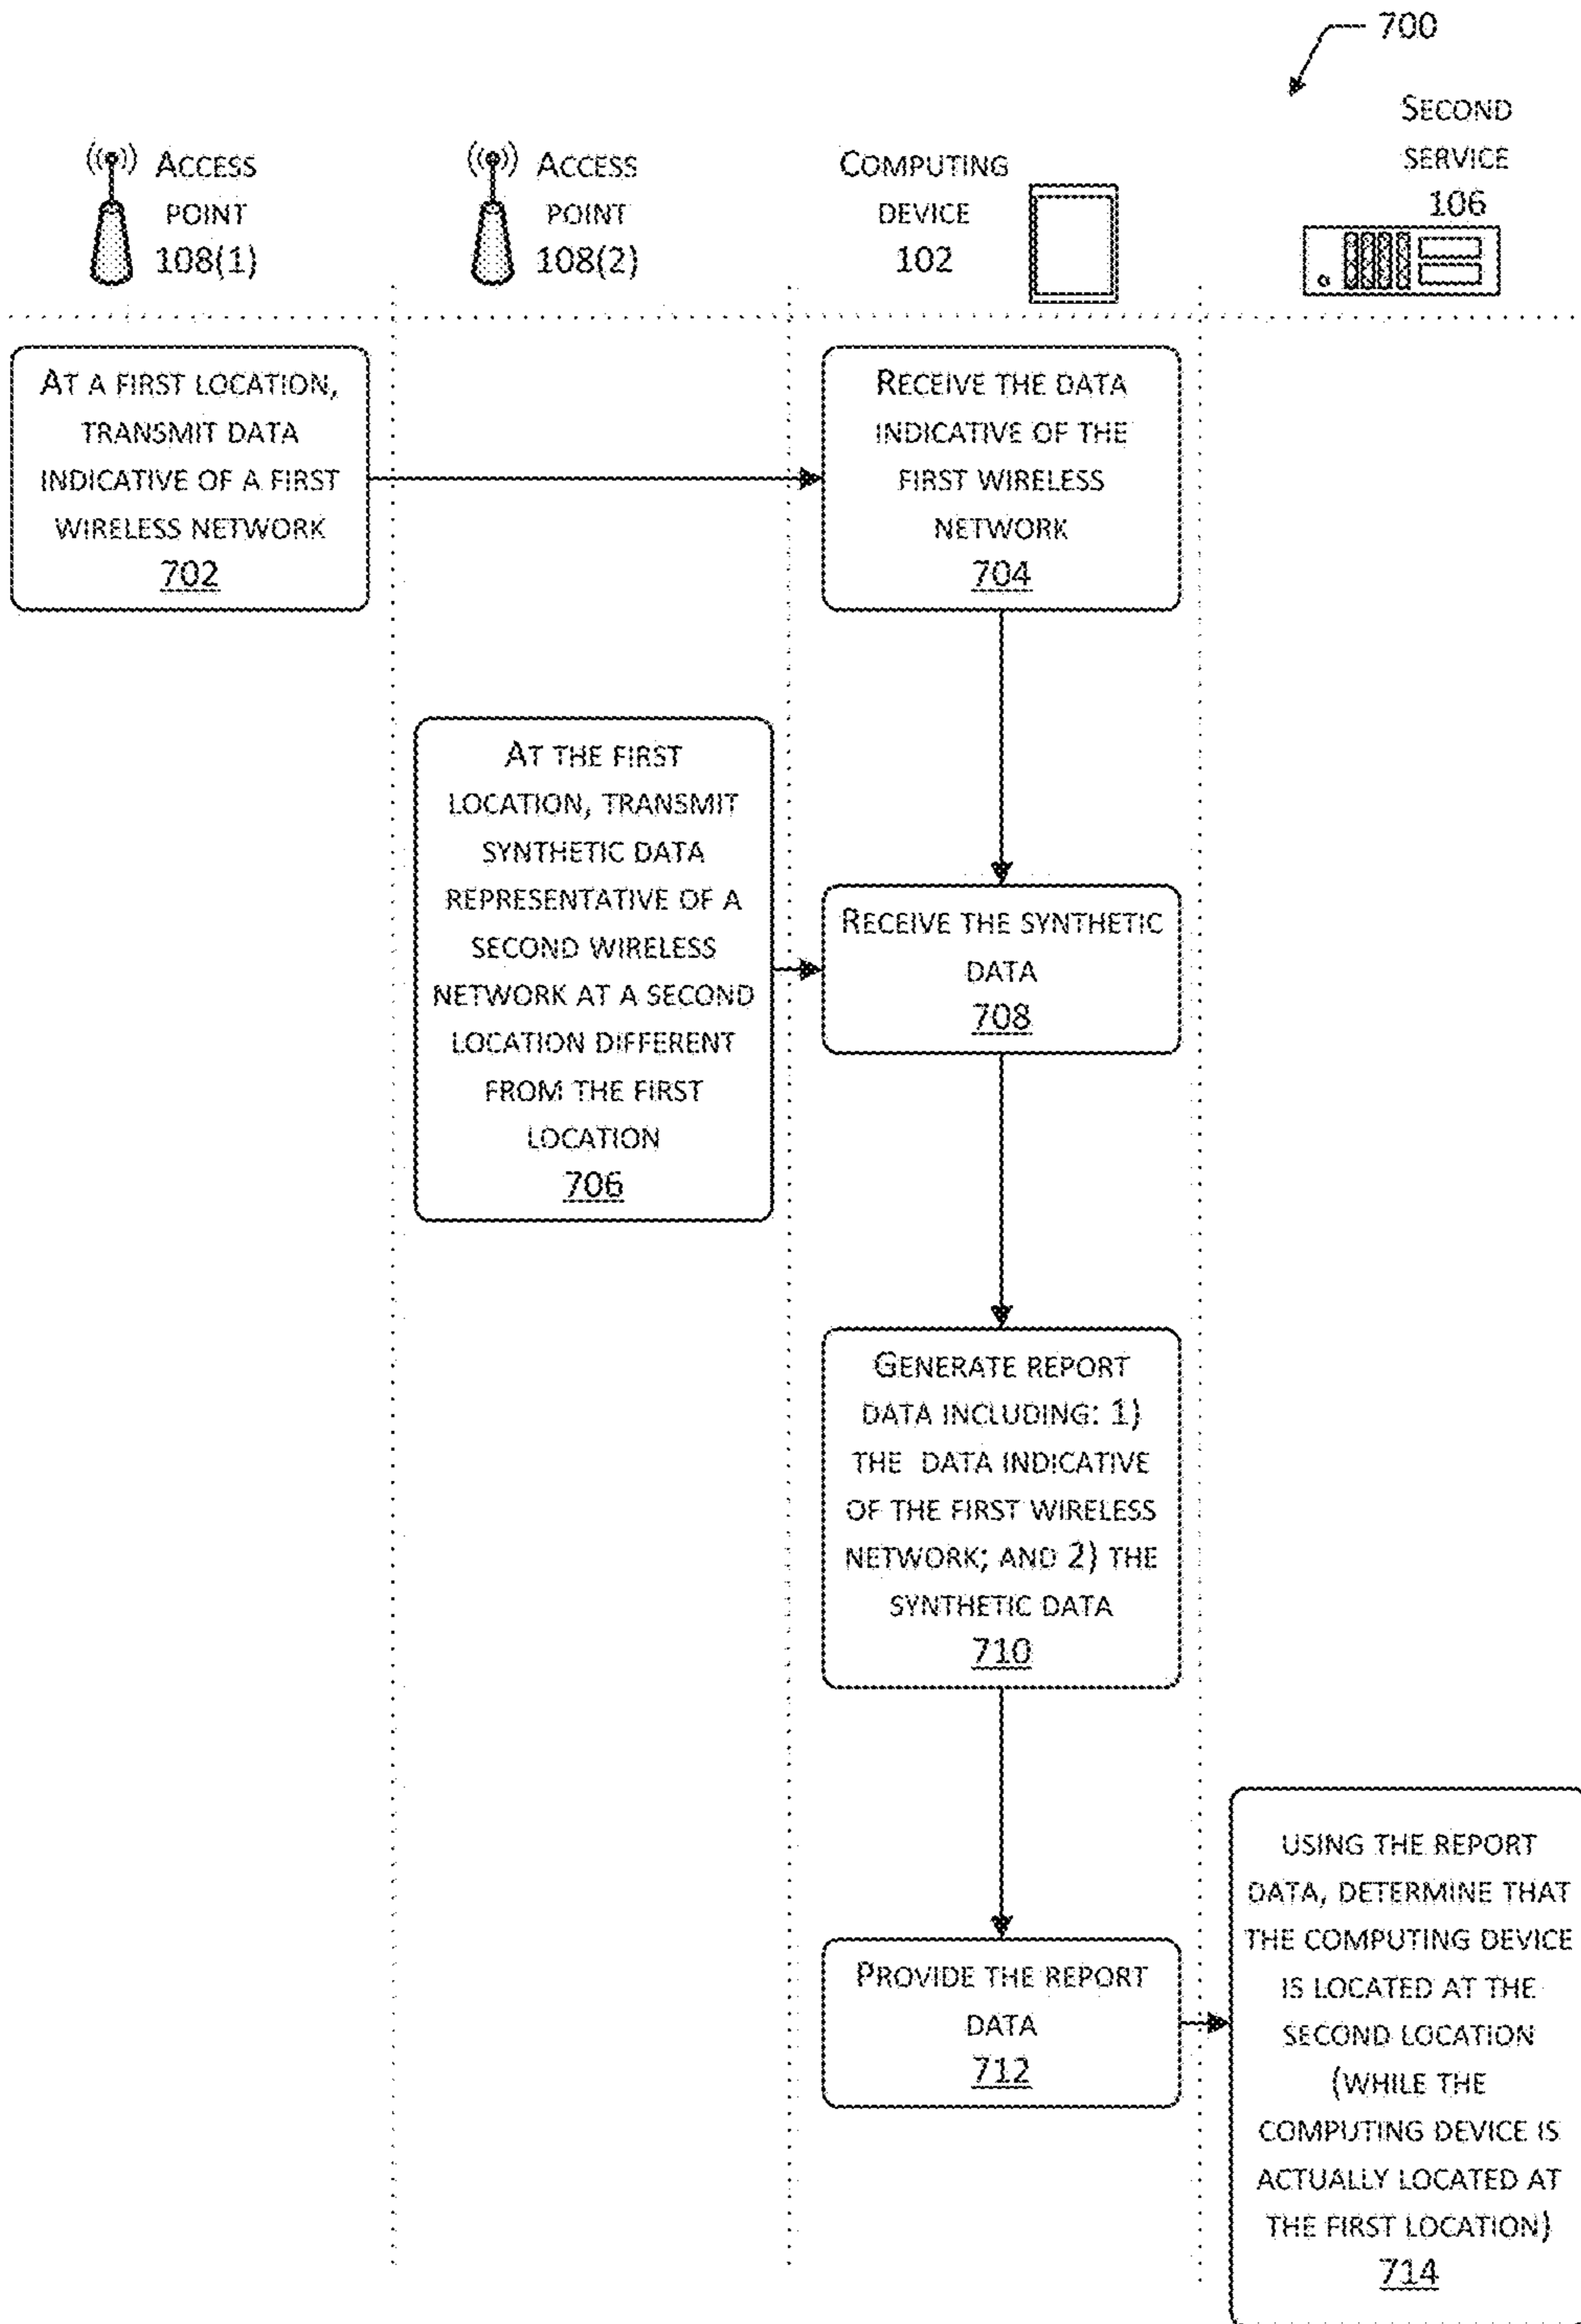 700
ACCESS
POINT
108(1)
ACCESS
POINT
108(2)
COMPUTING
DEVICE
102
SECOND
SERVICE
106
AT A FIRST LOCATION,
TRANSMIT DATA
INDICATIVE OF A FIRST
WIRELESS NETWORK
702
RECEIVE THE DATA
INDICATIVE OF THE
FIRST WIRELESS
NETWORK
704
AT THE FIRST
LOCATION, TRANSMIT
SYNTHETIC DATA
REPRESENTATIVE OF A
SECOND WIRELESS
NETWORK AT A SECOND
LOCATION DIFFERENT
FROM THE FIRST
LOCATION
706
RECEIVE THE SYNTHETIC
DATA
708
GENERATE REPORT
DATA INCLUDING: 1)
THE DATA INDICATIVE
OF THE FIRST WIRELESS
NETWORK; AND 2) THE
SYNTHETIC DATA
710
PROVIDE THE REPORT
DATA
712
USING THE REPORT
DATA, DETERMINE THAT
THE COMPUTING DEVICE
IS LOCATED AT THE
SECOND LOCATION
(WHILE THE
COMPUTING DEVICE IS
ACTUALLY LOCATED AT
THE FIRST LOCATION)
714